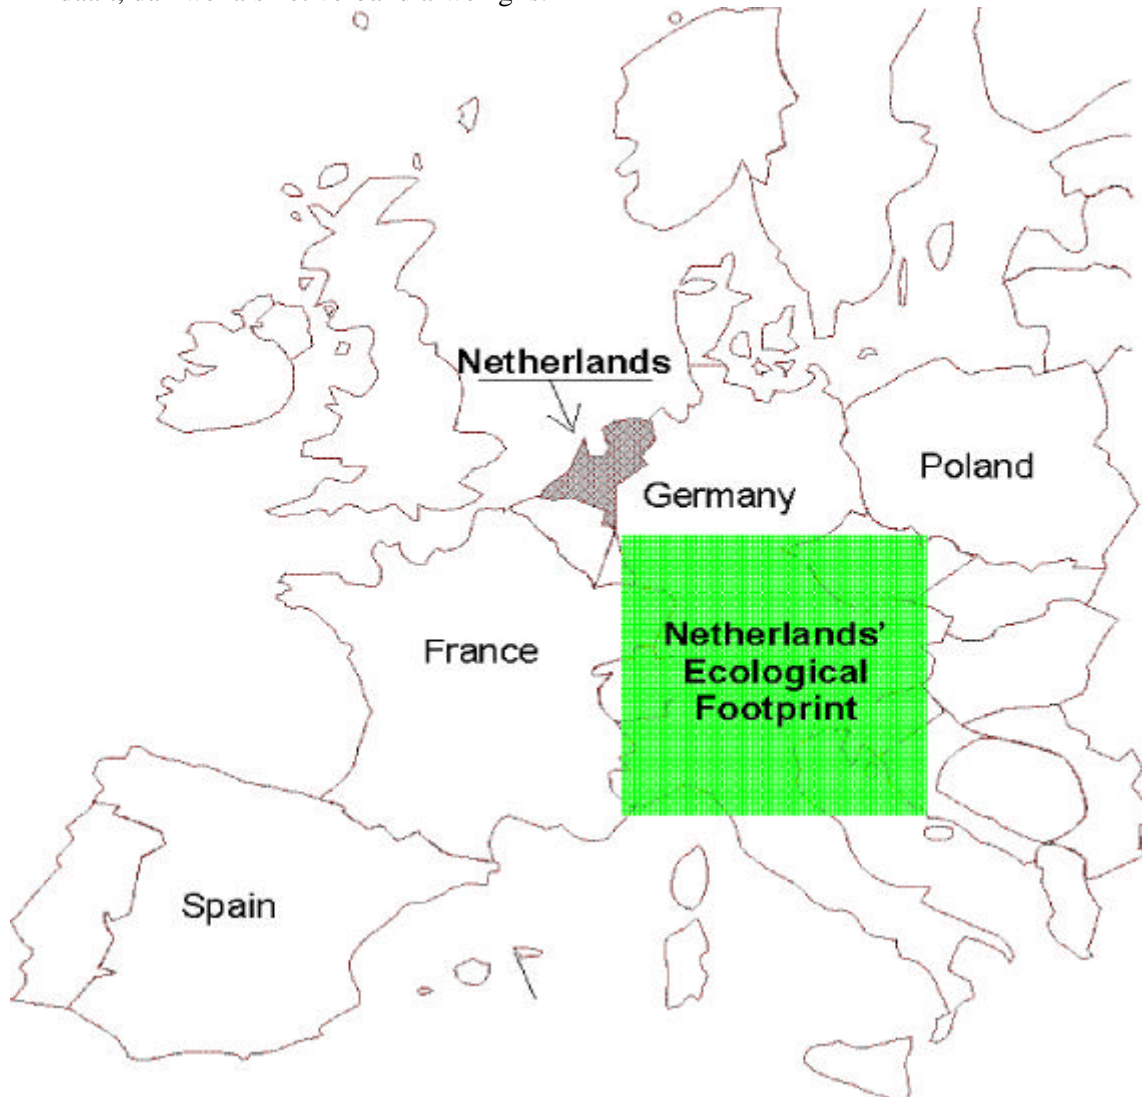 Netherlands
Poland
Germany
Netherlands'
Ecological
Footprint
France
Spain